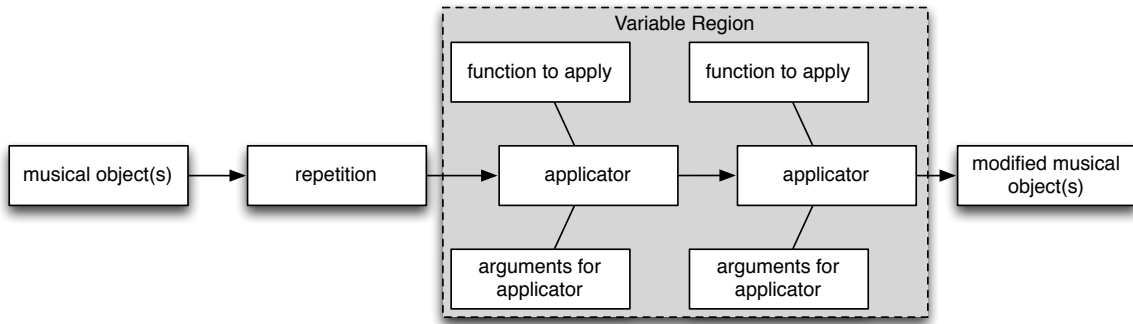 Variable Region
function to apply
function to apply
musical object(s)
repetition
applicator
applicator
modified musical
object(s)
arguments for
applicator
arguments for
applicator